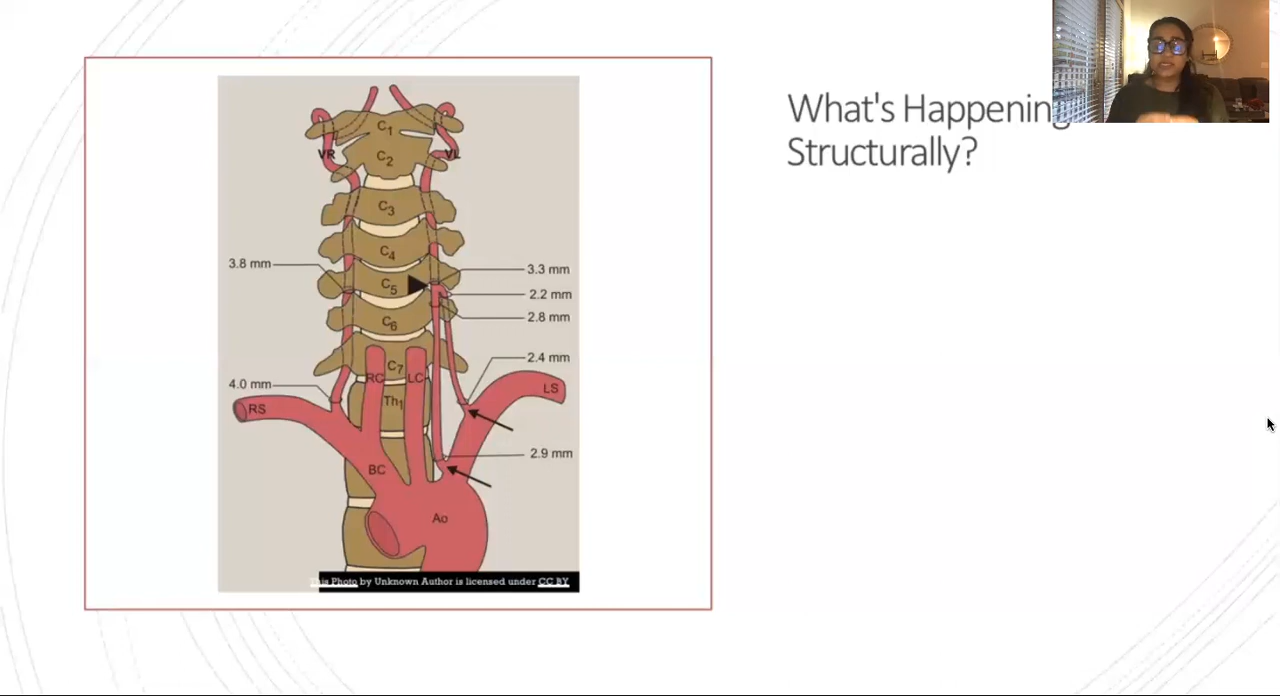 What's Happening
Structurally?
C1
VR
VL
C2
C3
C4
3.8 mm
3.3 mm
C5
2.2 mm
2.8 mm
C6
2.4 mm
C7
RC
LC
4.0 mm
LS
Th1
RS
2.9 mm
BC
Ao
This Photo by Unknown Author is licensed under CC BY